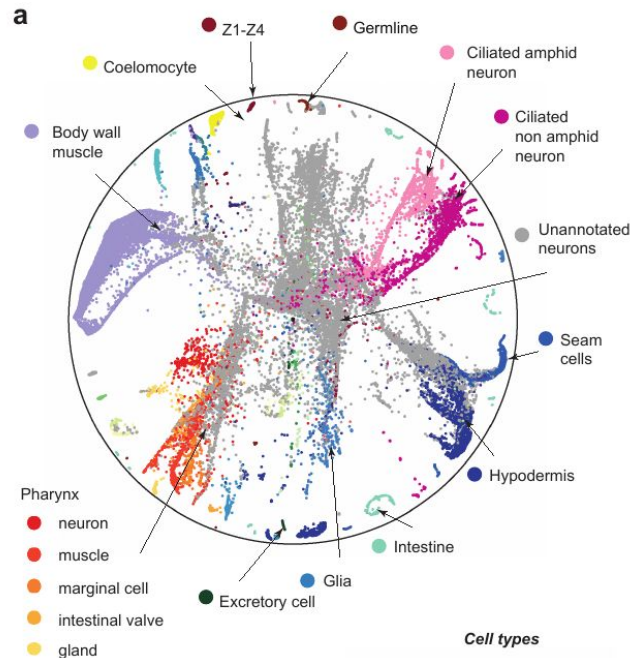 a
Z1-Z4
Germline
Coelomocyte
Ciliated amphid
neuron
Ciliated
non amphid
neuron
Body wall
muscle
Unannotated
neurons
Seam
cells
Hypodermis
Pharynx
neuron
muscle
marginal cell
intestinal valve
gland
Intestine
Glia
Excretory cell
Cell types